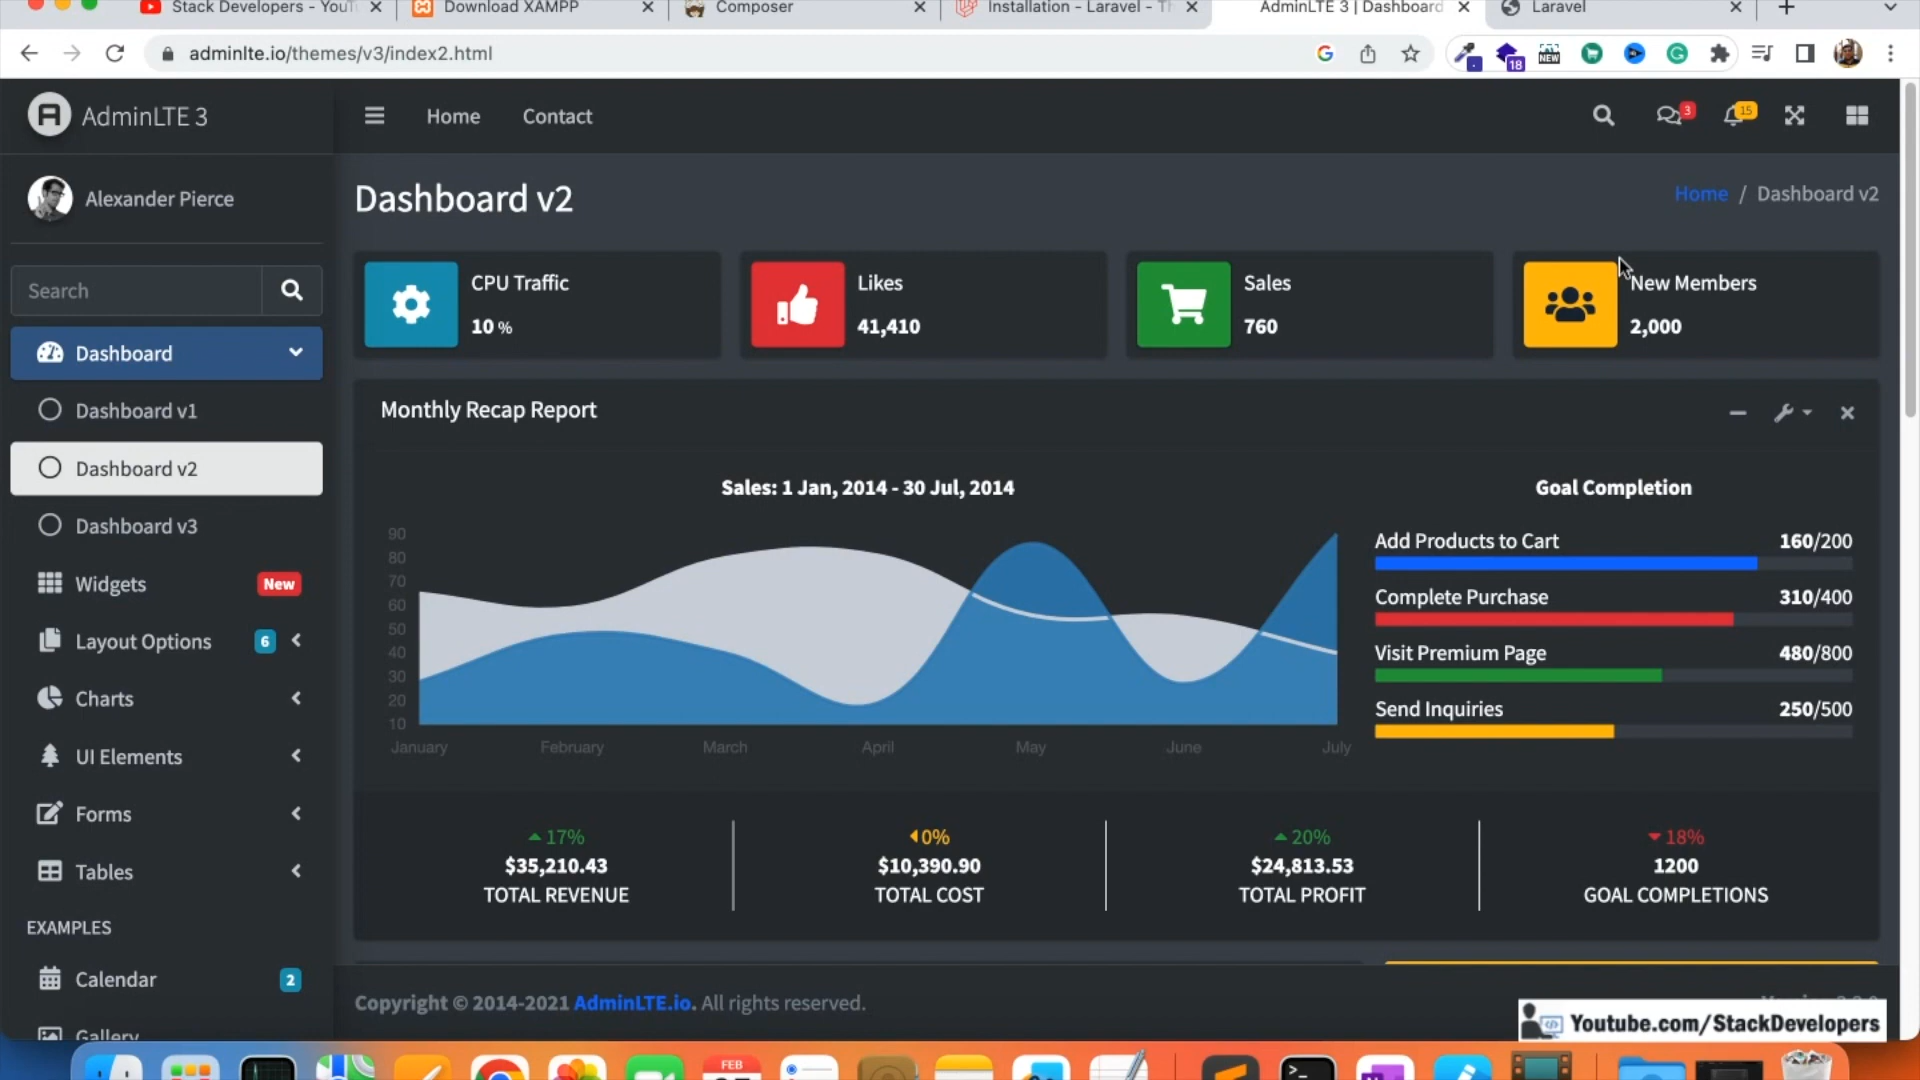 Stack Developers - YouT
Download XAMPP
Composer
Installation - Laravel - Th
AdminLTE 3 | Dashboard
Laravel
adminlte.io/themes/v3/index2.html
18
NEW
AdminLTE 3
Home
Contact
3
15
Alexander Pierce
Search
Dashboard
Dashboard v1
Dashboard v2
Dashboard v3
Widgets
New
Layout Options
6
Charts
UI Elements
Forms
Tables
EXAMPLES
Calendar
2
Gallery
Dashboard v2
Home / Dashboard v2
CPU Traffic
10 %
Likes
41,410
Sales
760
New Members
2,000
Monthly Recap Report
Sales: 1 Jan, 2014 - 30 Jul, 2014
90
80
70
60
50
40
30
20
10
January
February
March
April
May
June
July
Goal Completion
Add Products to Cart
160/200
Complete Purchase
310/400
Visit Premium Page
480/800
Send Inquiries
250/500
17%
$35,210.43
TOTAL REVENUE
0%
$10,390.90
TOTAL COST
20%
$24,813.53
TOTAL PROFIT
18%
1200
GOAL COMPLETIONS
Copyright © 2014-2021 AdminLTE.io. All rights reserved.
Youtube.com/StackDevelopers
FEB